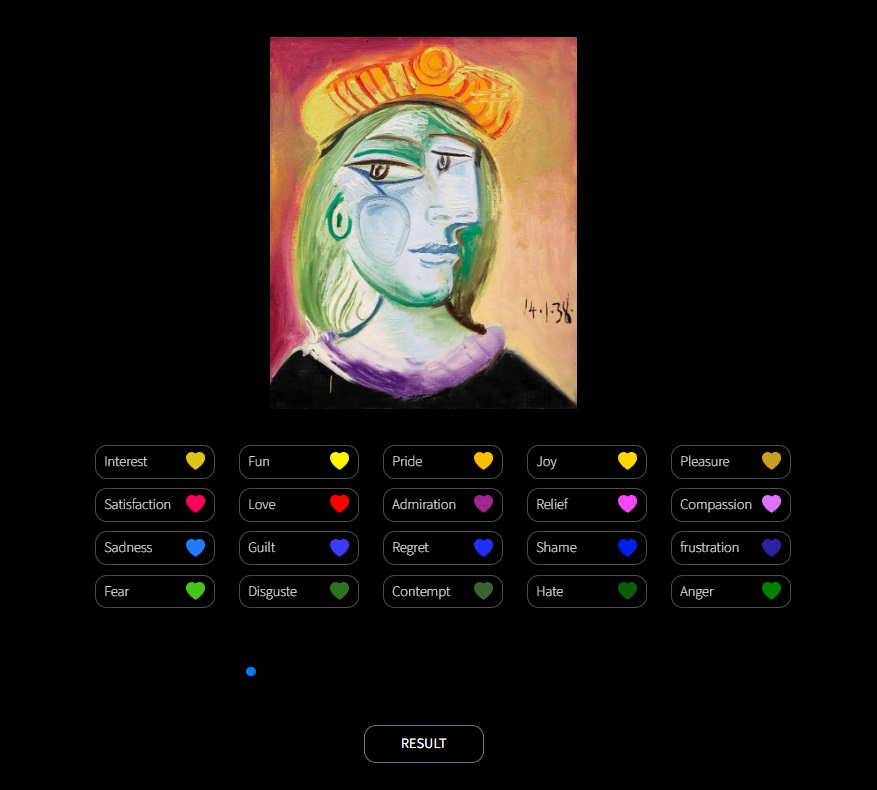 14.1.38.
Interest Fun Pride Joy Pleasure
Satisfaction Love Admiration Relief Compassion
Sadness Guilt Regret Shame frustration
Fear Disguste Contempt Hate Anger
RESULT